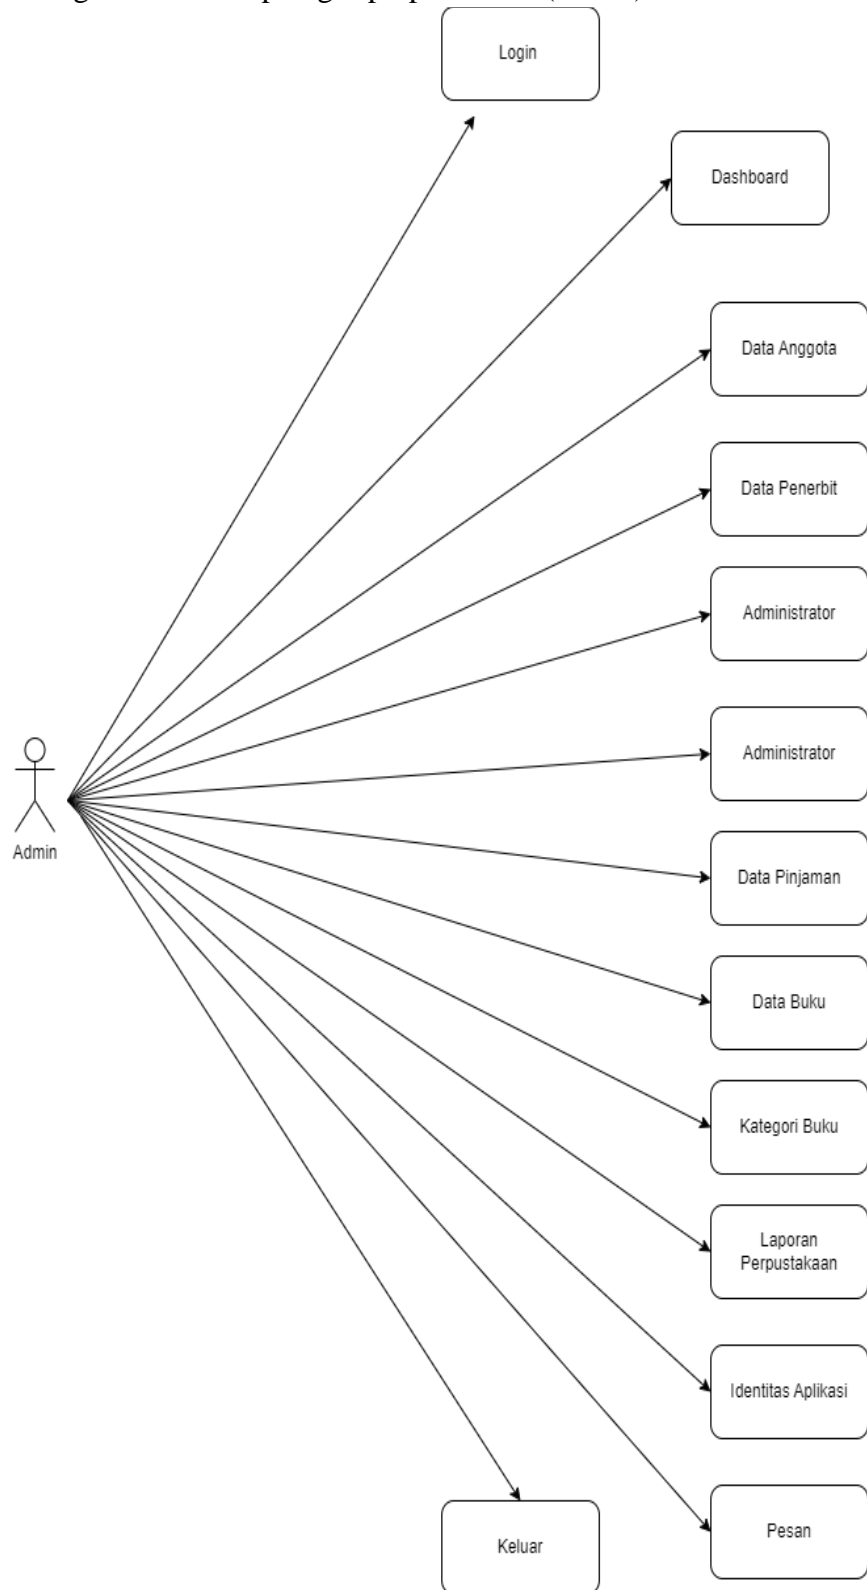 Login
Dashboard
Data Anggota
Data Penerbit
Administrator
Administrator
Admin
Data Pinjaman
Data Buku
Kategori Buku
Laporan
Perpustakaan
Identitas Aplikasi
Pesan
Keluar